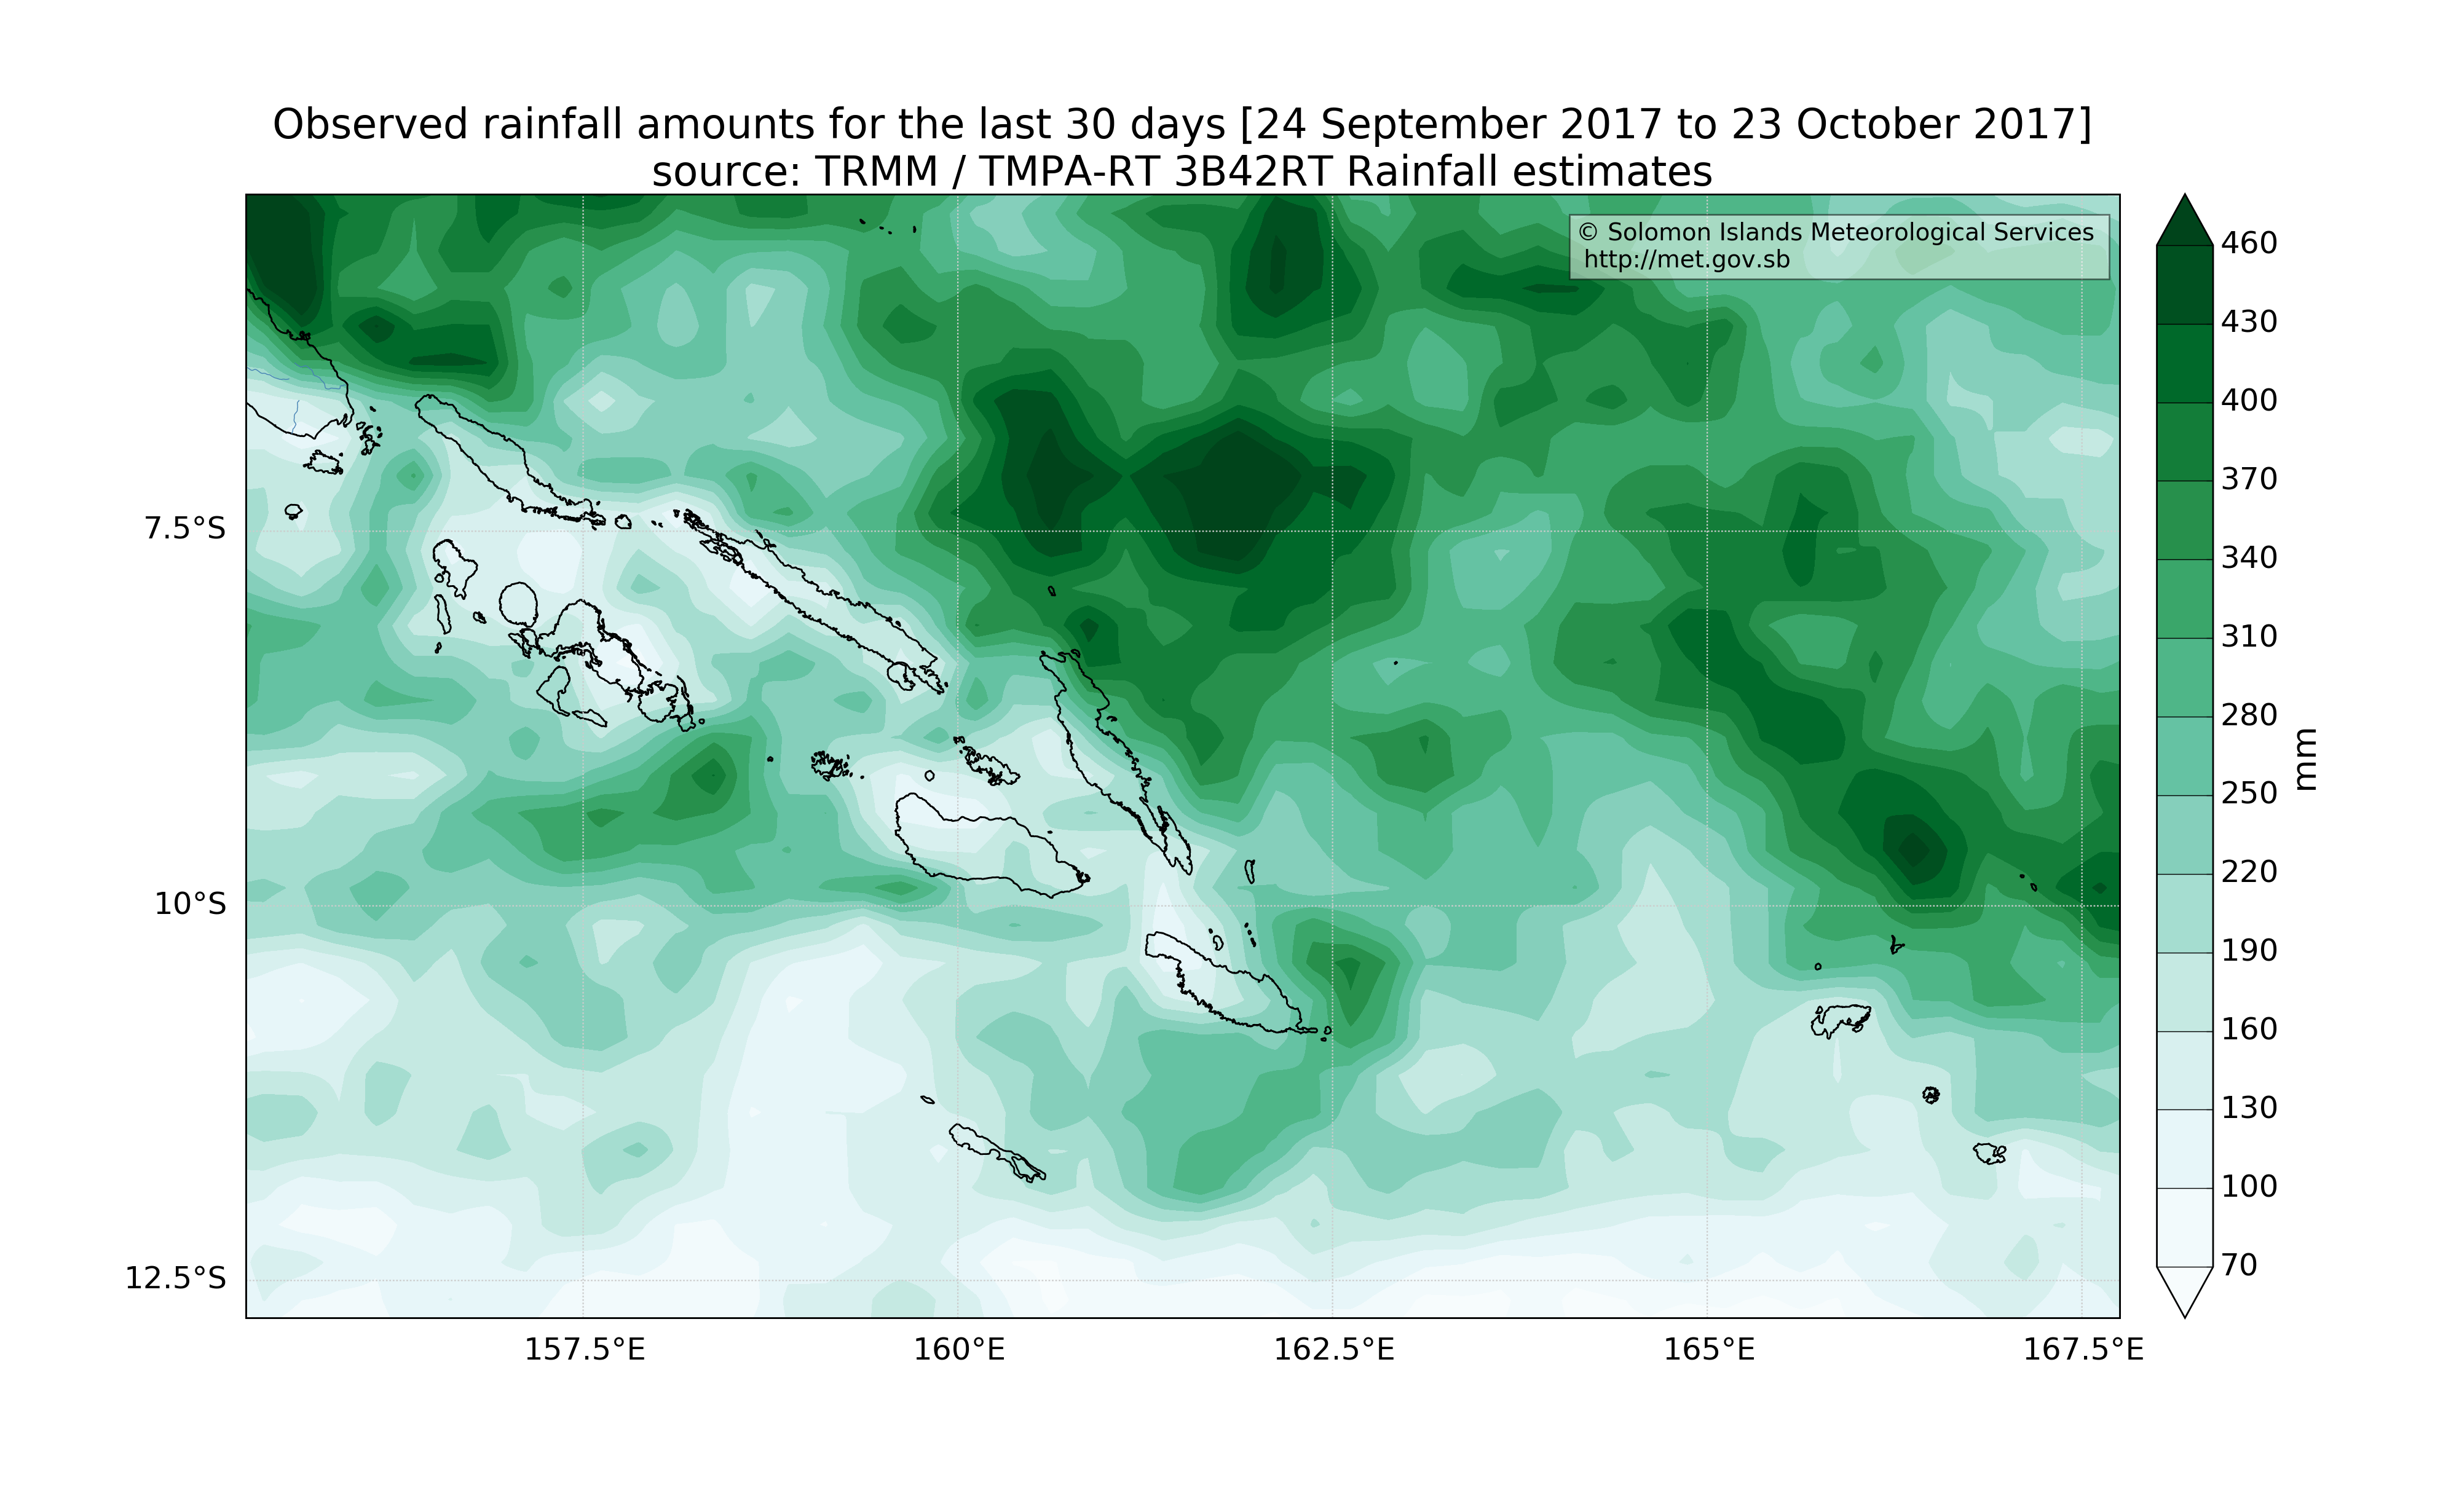 Observed rainfall amounts for the last 30 days [24 September 2017 to 23 October 2017]
source: TRMM / TMPA-RT 3B42RT Rainfall estimates
© Solomon Islands Meteorological Services
http://met.gov.sb
7.5°S
10°S
12.5°S
157.5°E
160°E
162.5°E
165°E
167.5°E
460
430
400
370
340
310
280
250
220
190
160
130
100
70
mm